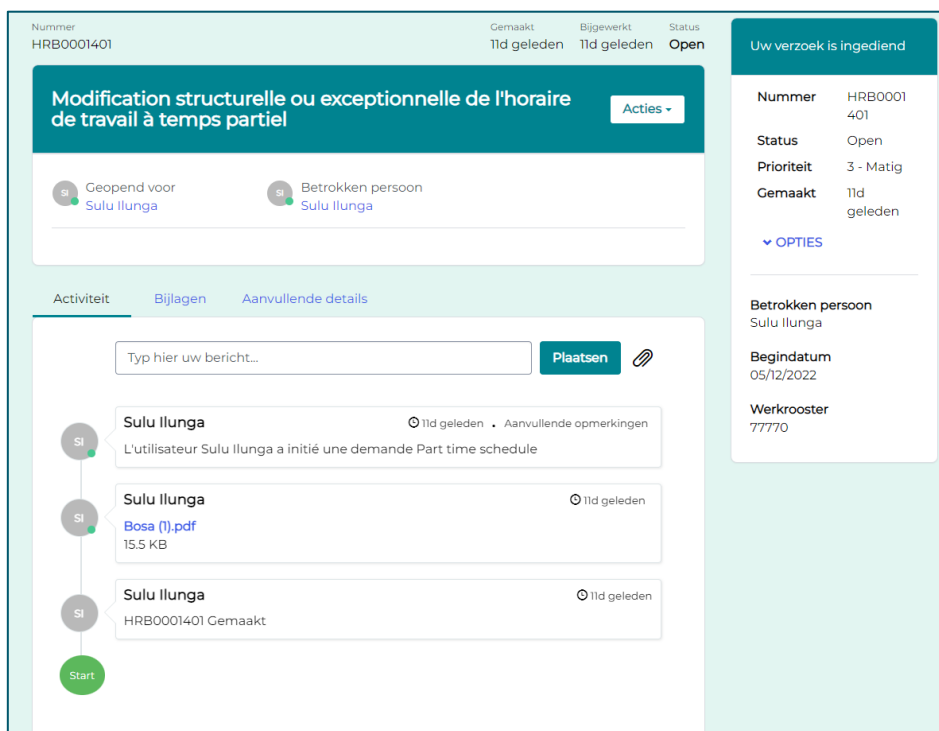 Nummer
HRB0001401
Gemaakt Bijgewerkt Status
11d geleden 11d geleden Open
Modification structurelle ou exceptionnelle de l'horaire
de travail à temps partiel
Acties
SI Geopend voor
Sulu Ilunga
SI Betrokken persoon
Sulu Ilunga
Activiteit Bijlagen Aanvullende details
Typ hier uw bericht... Plaatsen
SI
Sulu Ilunga 11d geleden . Aanvullende opmerkingen
L'utilisateur Sulu Ilunga a initié une demande Part time schedule
SI
Sulu Ilunga 11d geleden
Bosa (1).pdf
15.5 KB
SI
Sulu Ilunga 11d geleden
HRB0001401 Gemaakt
Start
Uw verzoek is ingediend
Nummer HRB0001
401
Status Open
Prioriteit 3 - Matig
Gemaakt 11d
geleden
OPTIES
Betrokken persoon
Sulu Ilunga
Begindatum
05/12/2022
Werkrooster
77770